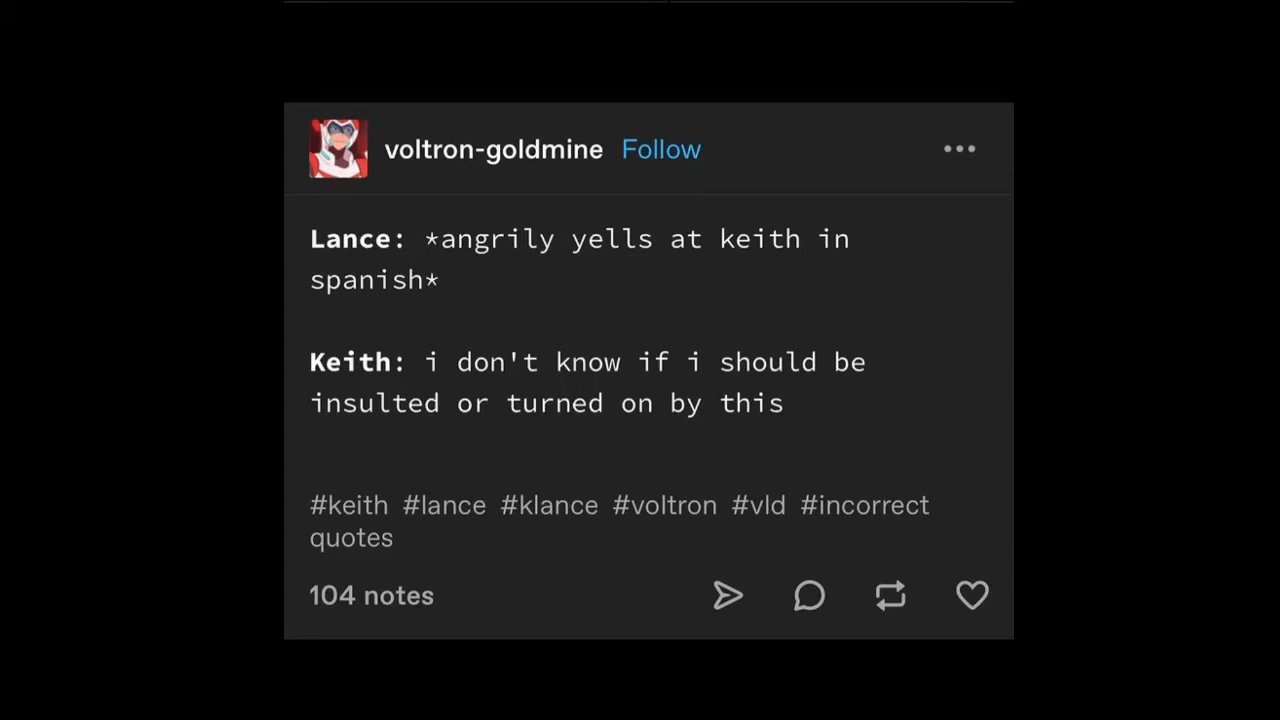 voltron-goldmine Follow
Lance: *angrily yells at keith in
spanish*
Keith: i don't know if i should be
insulted or turned on by this
#keith #lance #klance #voltron #vld #incorrect
quotes
104 notes